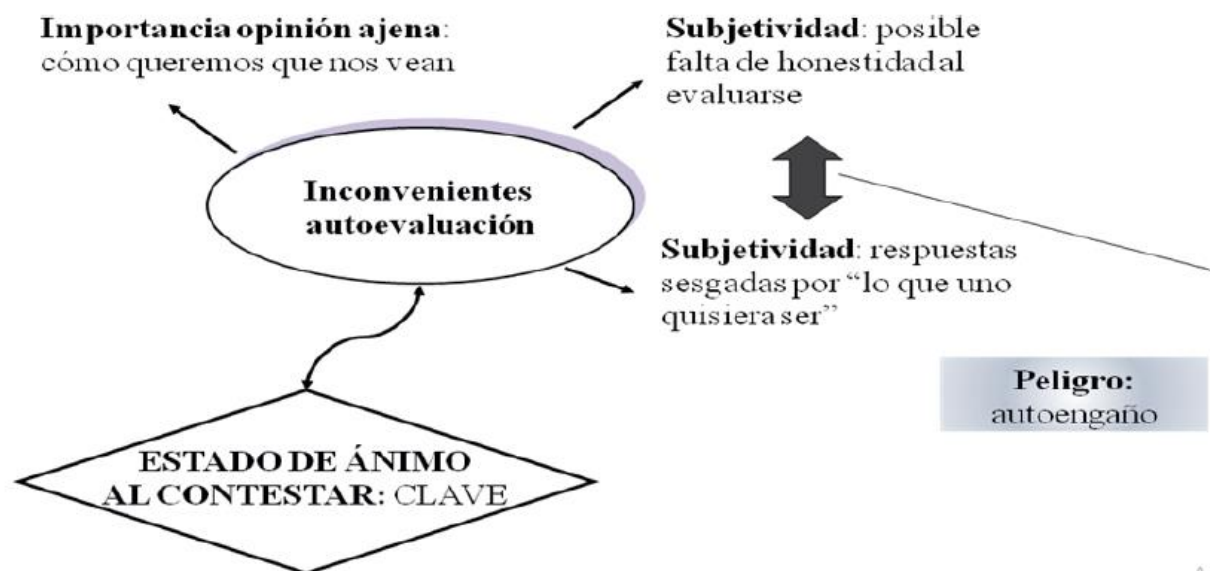 Importancia opinión ajena:
cómo queremos que nos vean
Subjetividad: posible
falta de honestidad al
evaluarse
Inconvenientes
autoevaluación
Subjetividad: respuestas
sesgadas por “lo que uno
quisiera ser”
Peligro:
autoengaño
ESTADO DE ÁNIMO
AL CONTESTAR: CLAVE